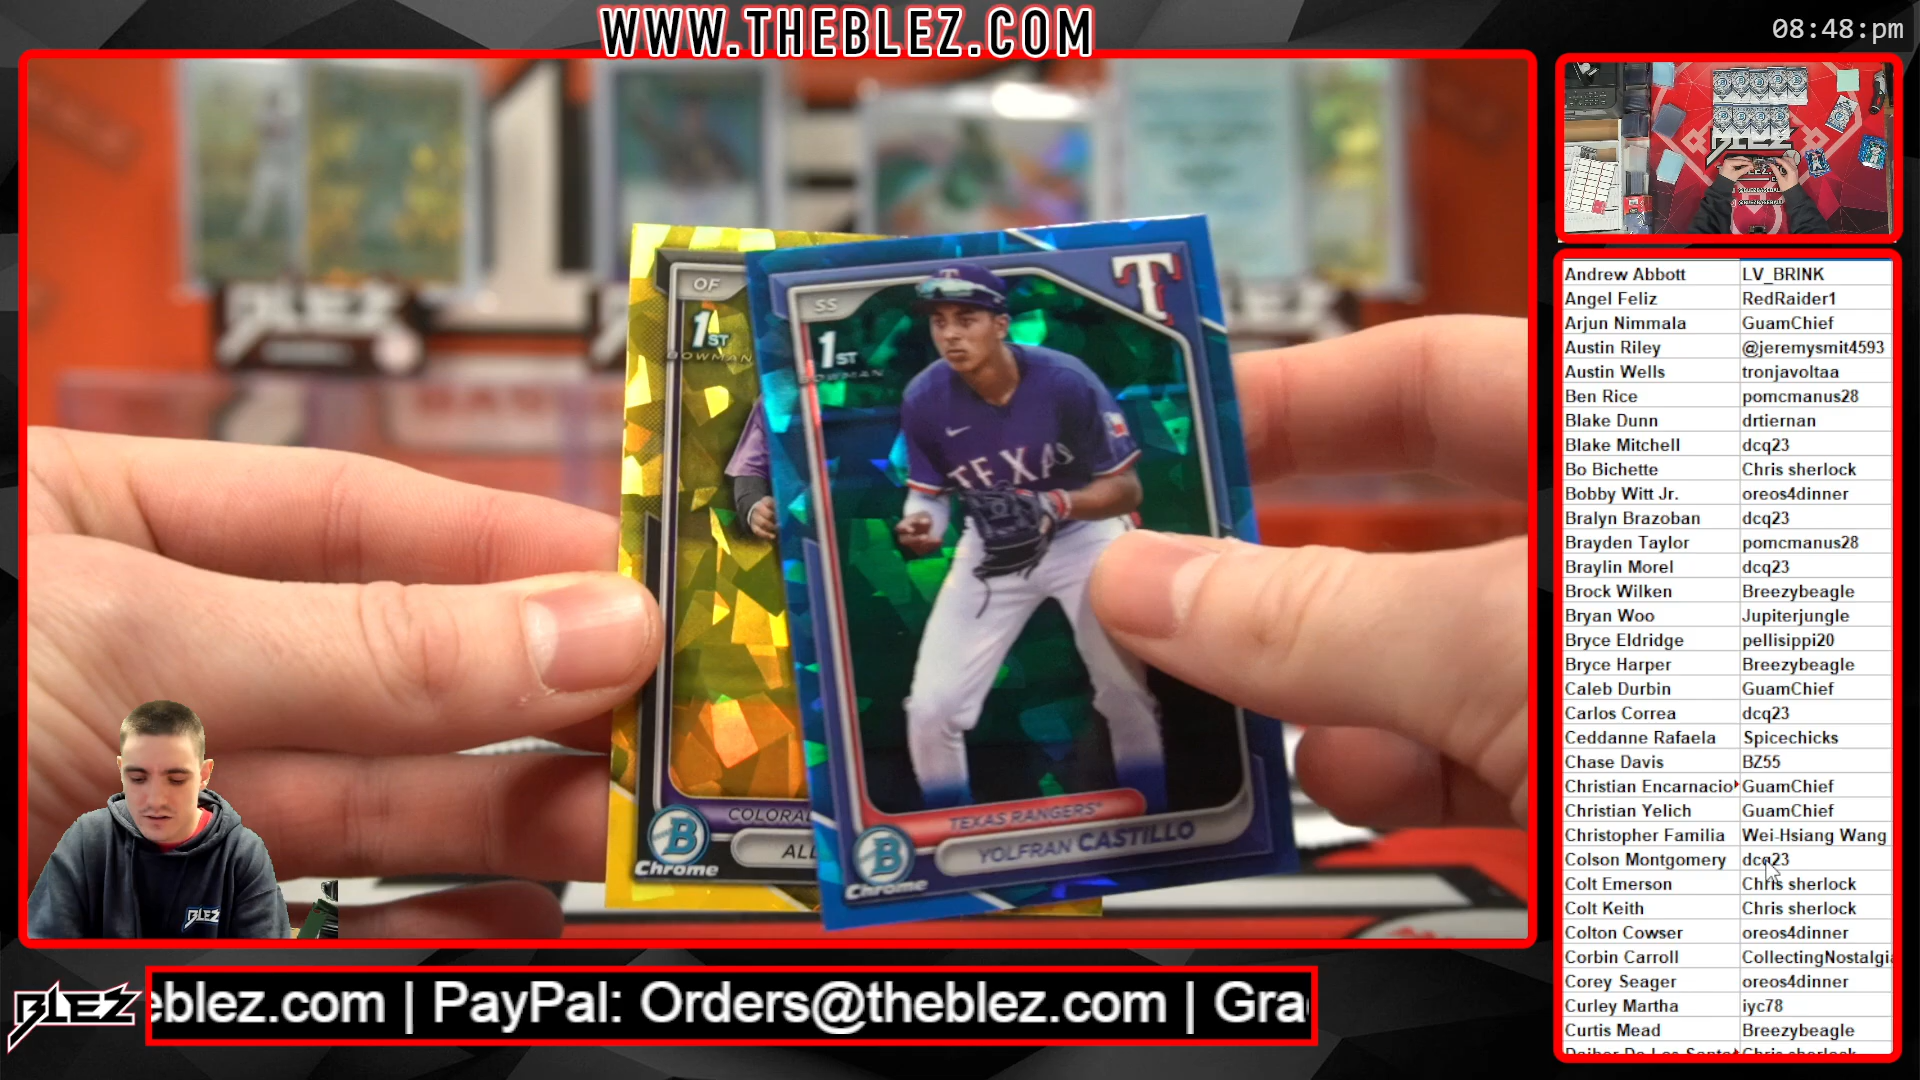 WWW.THEBLEZ.COM
08:48:pm
OF
1ST
BOWMAN
COLORA
ALL
B
Chrome
T
SS
1ST
BOWMAN
TEXAS
TEXAS RANGERS
YOLFRAN CASTILLO
B
Chrome
BLEZ
BLEZ
eblez.com | PayPal: Orders@theblez.com | Gra
Andrew Abbott LV_BRINK
Angel Feliz RedRaider1
Arjun Nimmala GuamChief
Austin Riley @jeremysmit4593
Austin Wells tronjavoltaa
Ben Rice pomcmanus28
Blake Dunn drtiernan
Blake Mitchell dcq23
Bo Bichette Chris sherlock
Bobby Witt Jr. oreos4dinner
Bralyn Brazoban dcq23
Brayden Taylor pomcmanus28
Braylin Morel dcq23
Brock Wilken Breezybeagle
Bryan Woo Jupiterjungle
Bryce Eldridge pellisippi20
Bryce Harper Breezybeagle
Caleb Durbin GuamChief
Carlos Correa dcq23
Ceddanne Rafaela Spicechicks
Chase Davis BZ55
Christian Encarnacio GuamChief
Christian Yelich GuamChief
Christopher Familia Wei-Hsiang Wang
Colson Montgomery dcq23
Colt Emerson Chris sherlock
Colt Keith Chris sherlock
Colton Cowser oreos4dinner
Corbin Carroll CollectingNostalgia
Corey Seager oreos4dinner
Curley Martha iyc78
Curtis Mead Breezybeagle